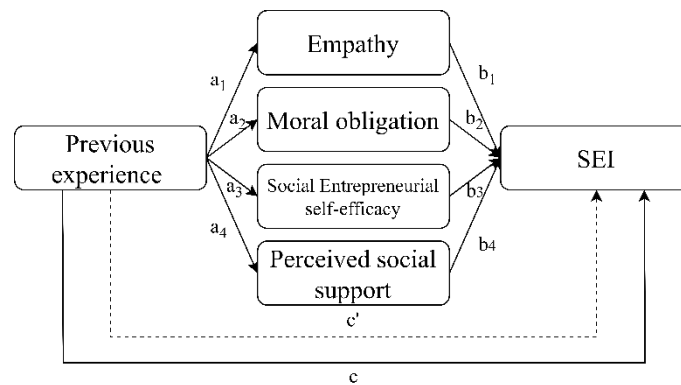 Empathy
a1
b1
Moral obligation
a2
b2
Previous
experience
SEI
Social Entrepreneurial
self-efficacy
a3
b3
a4
b4
Perceived social
support
c'
c